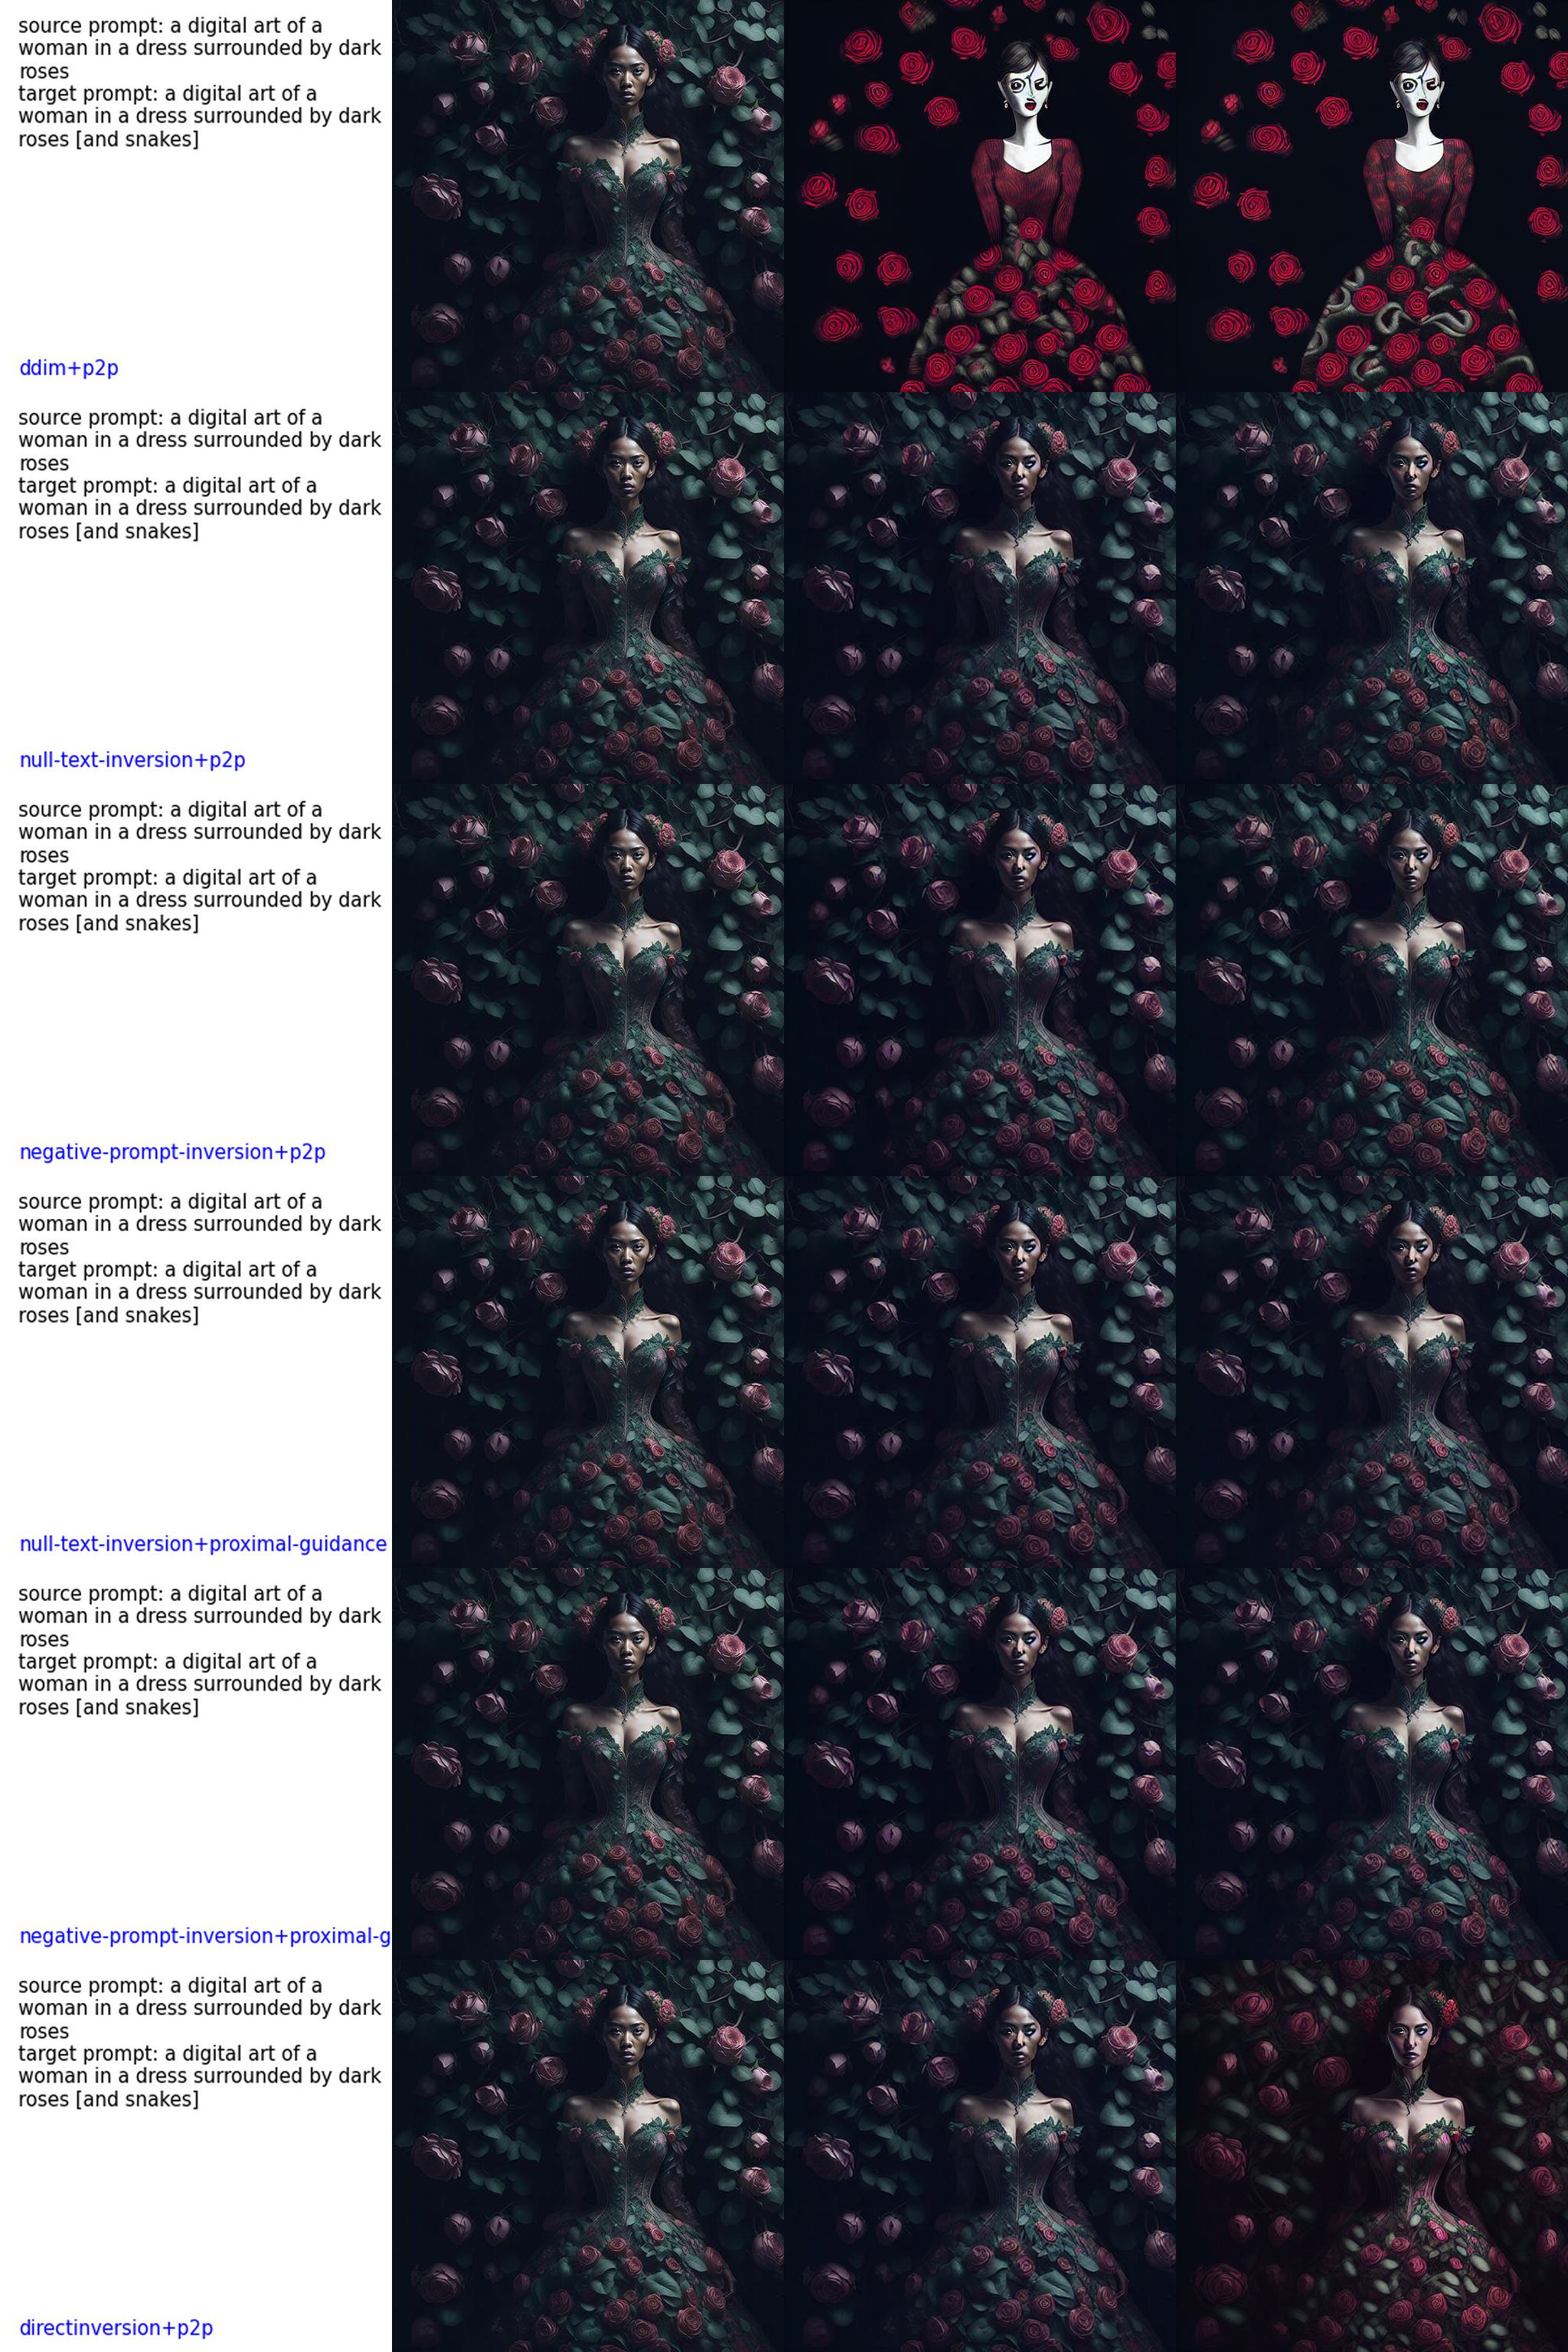 source prompt: a digital art of a
woman in a dress surrounded by dark
roses
target prompt: a digital art of a
woman in a dress surrounded by dark
roses [and snakes]
ddim+p2p
source prompt: a digital art of a
woman in a dress surrounded by dark
roses
target prompt: a digital art of a
woman in a dress surrounded by dark
roses [and snakes]
null-text-inversion+p2p
source prompt: a digital art of a
woman in a dress surrounded by dark
roses
target prompt: a digital art of a
woman in a dress surrounded by dark
roses [and snakes]
negative-prompt-inversion+p2p
source prompt: a digital art of a
woman in a dress surrounded by dark
roses
target prompt: a digital art of a
woman in a dress surrounded by dark
roses [and snakes]
null-text-inversion+proximal-guidance
source prompt: a digital art of a
woman in a dress surrounded by dark
roses
target prompt: a digital art of a
woman in a dress surrounded by dark
roses [and snakes]
negative-prompt-inversion+proximal-g
source prompt: a digital art of a
woman in a dress surrounded by dark
roses
target prompt: a digital art of a
woman in a dress surrounded by dark
roses [and snakes]
directinversion+p2p